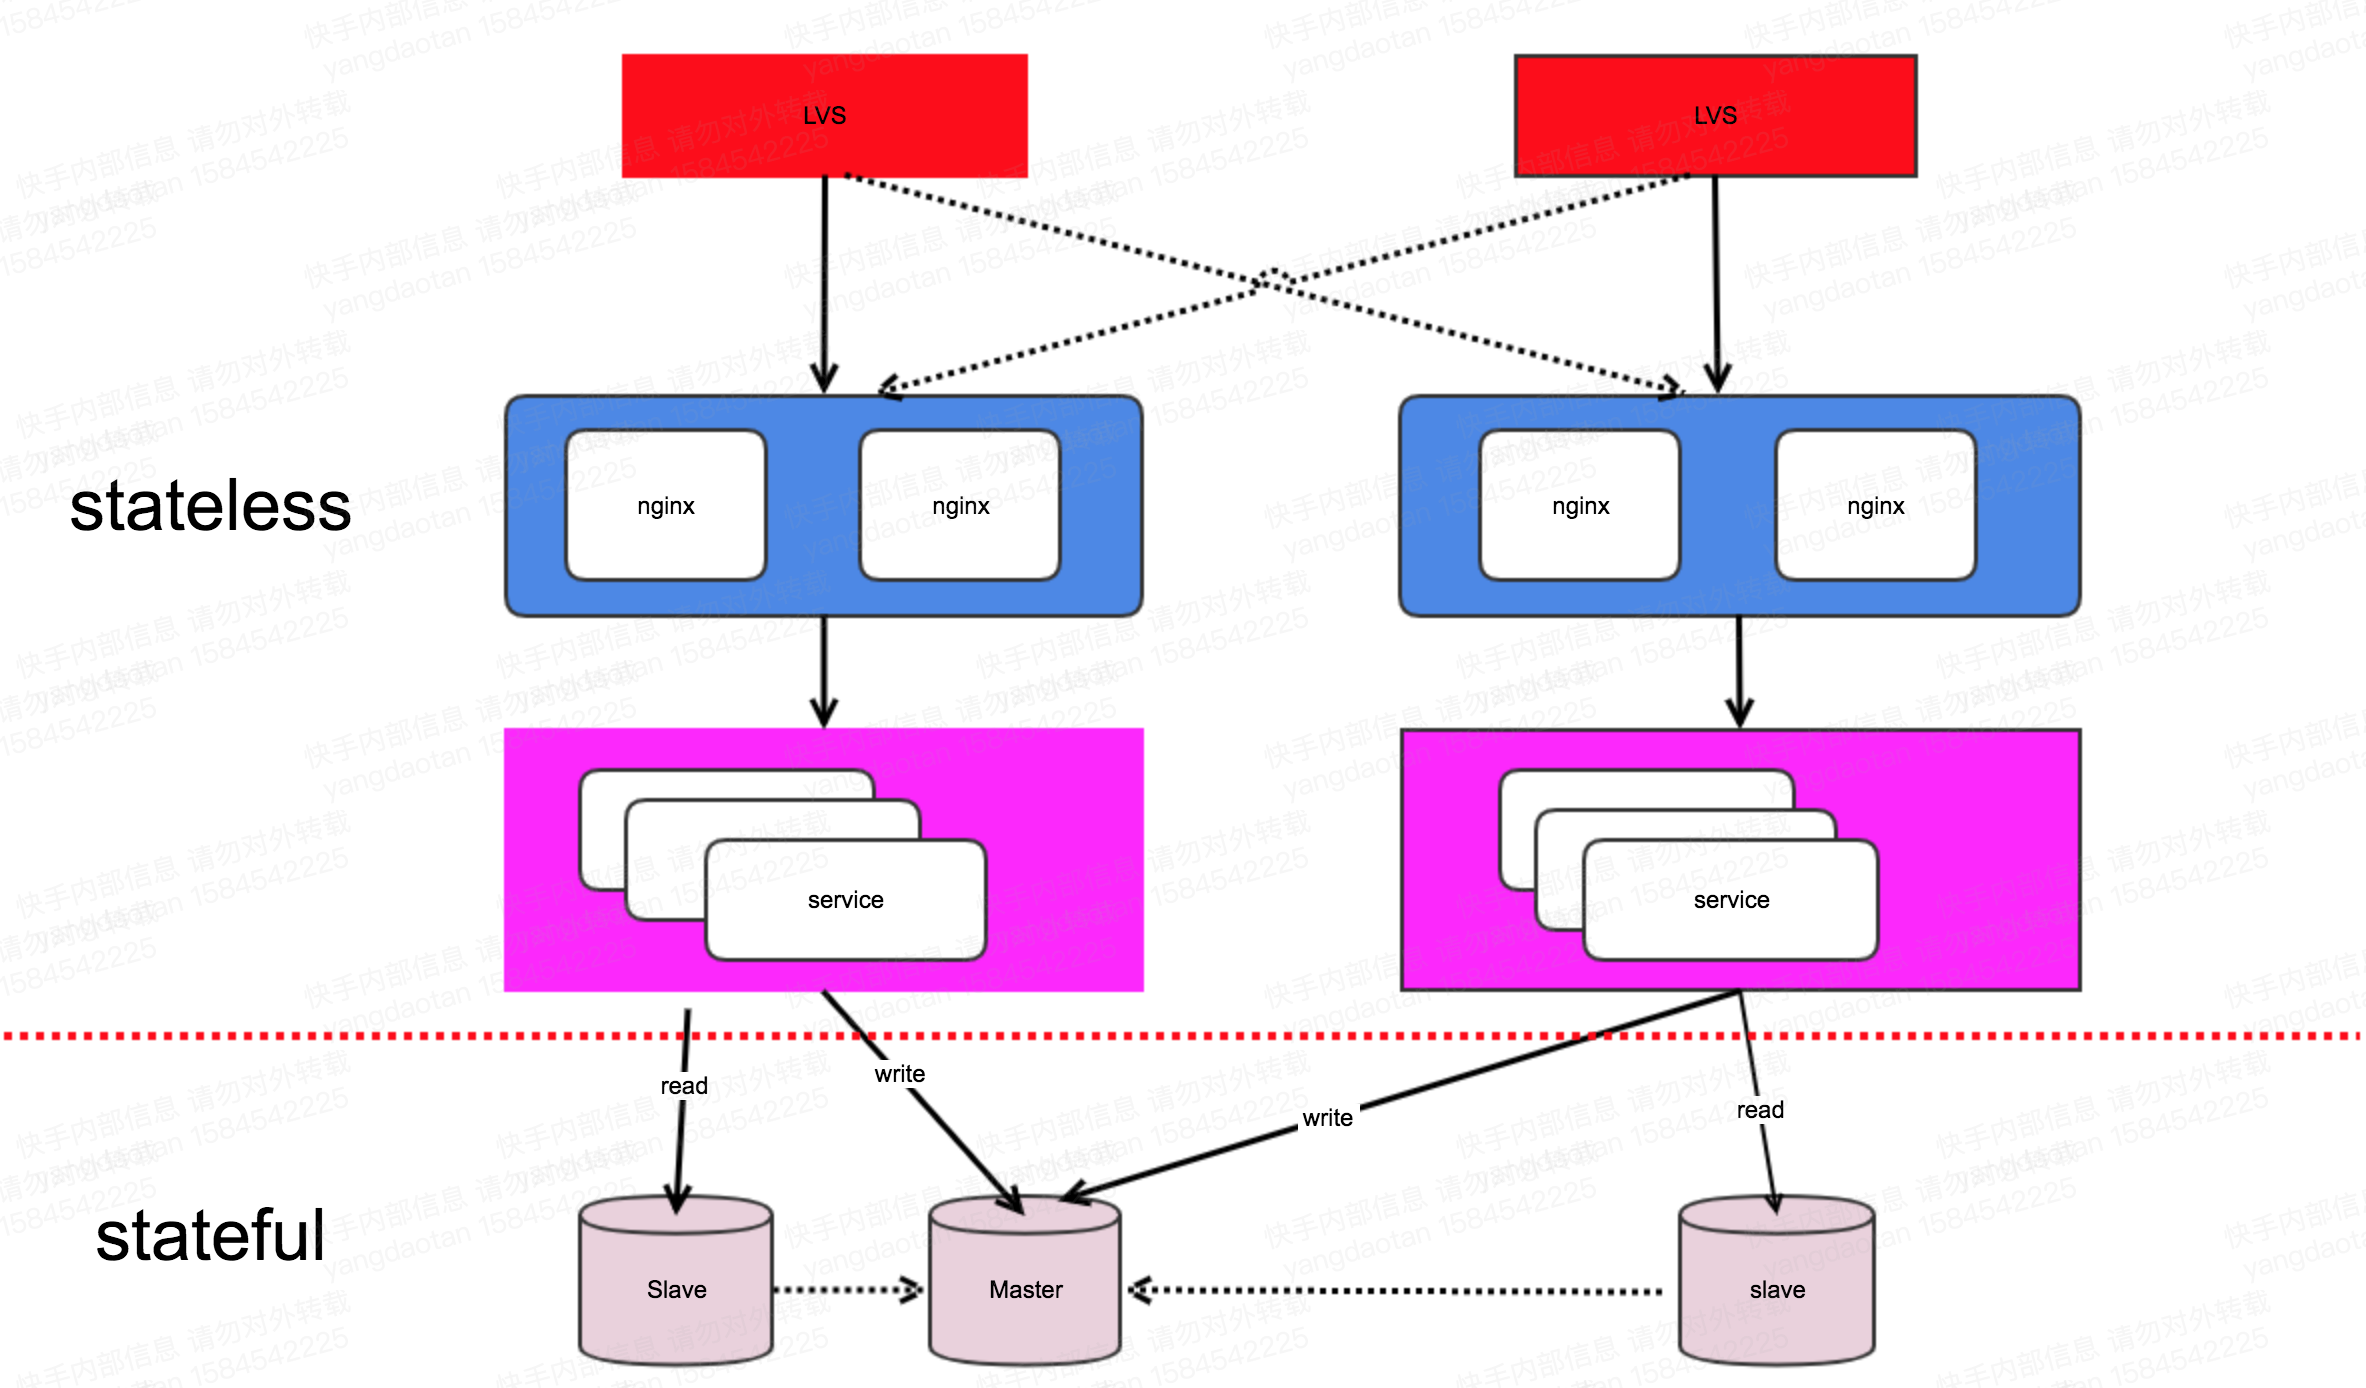 LVS
LVS
stateless
nginx
nginx
nginx
nginx
service
service
read
write
write
read
stateful
Slave
Master
slave
快手内部信息 请勿对外转载
yangdaotan 1584542225